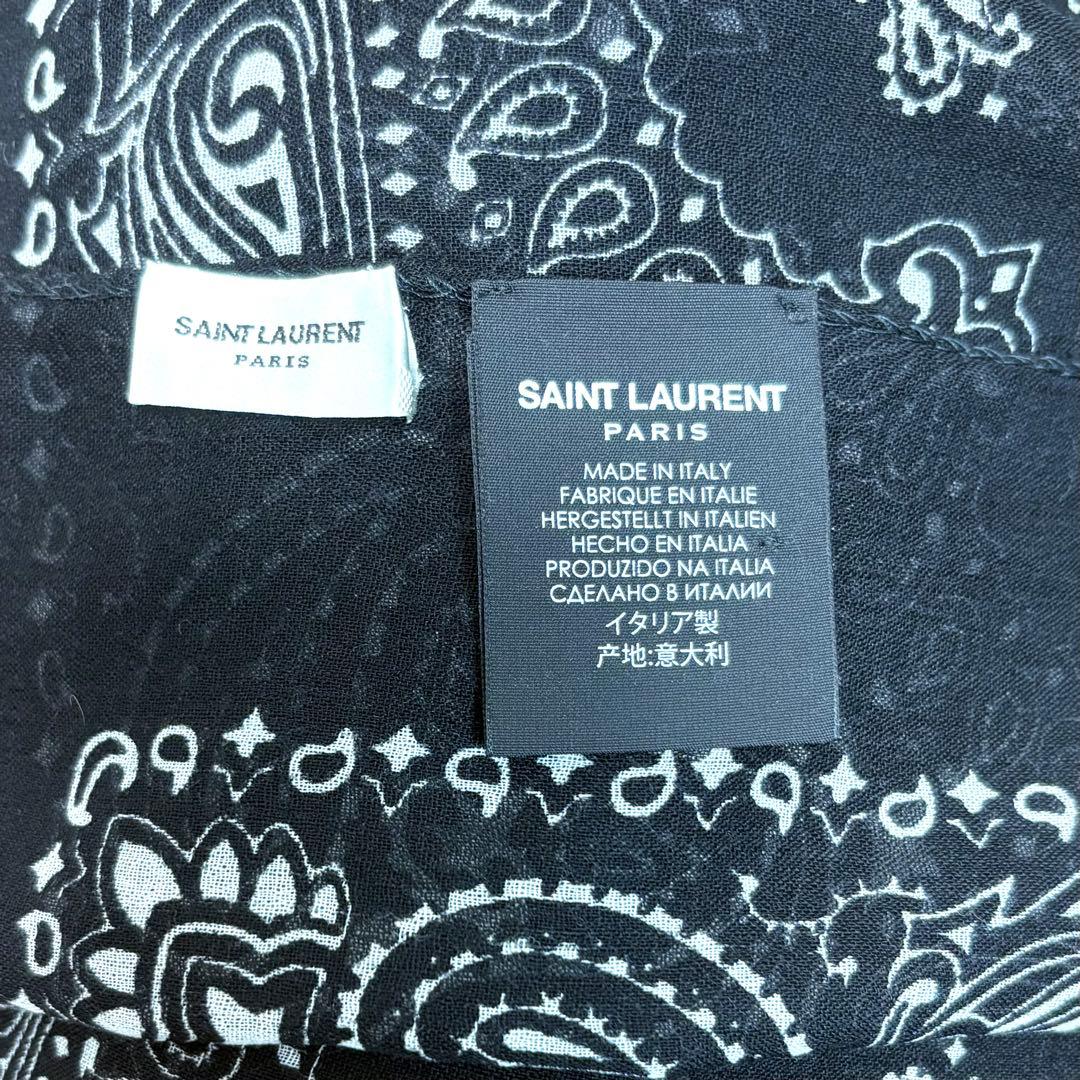 SAINT LAURENT
PARIS
SAINT LAURENT
PARIS
MADE IN ITALY
FABRIQUE EN ITALIE
HERGESTELLT IN ITALIEN
HECHO EN ITALIA
PRODUZIDO NA ITALIA
СДЕЛАНО В ИТАЛИИ
イタリア製
产地:意大利